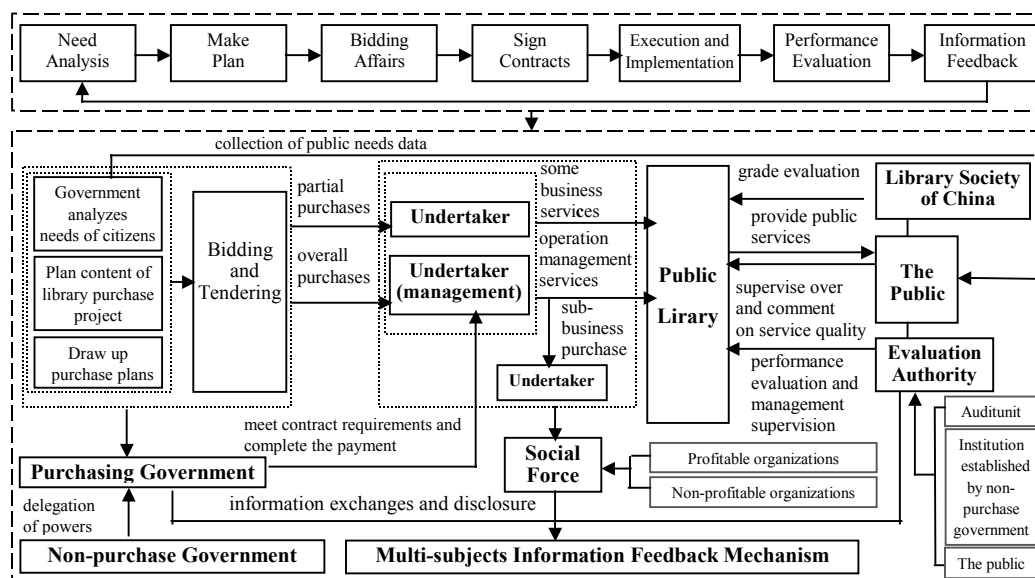 Need
Analysis
Make
Plan
Bidding
Affairs
Sign
Contracts
Execution and
Implementation
Performance
Evaluation
Information
Feedback
collection of public needs data
Government
analyzes
needs of citizens
Plan content of
library purchase
project
Draw up
purchase plans
Bidding
and
Tendering
partial
purchases
overall
purchases
Undertaker
Undertaker
(management)
some
business
services
operation
management
services
sub-
business
purchase
Undertaker
Public
Lirary
grade evaluation
provide public
services
supervise over
and comment
on service quality
performance
evaluation and
management
supervision
Library Society
of China
The
Public
Evaluation
Authority
Auditunit
Institution
established
by non-
purchase
government
The public
meet contract requirements and
complete the payment
Purchasing Government
delegation
of powers
Non-purchase Government
information exchanges and disclosure
Social
Force
Profitable organizations
Non-profitable organizations
Multi-subjects Information Feedback Mechanism